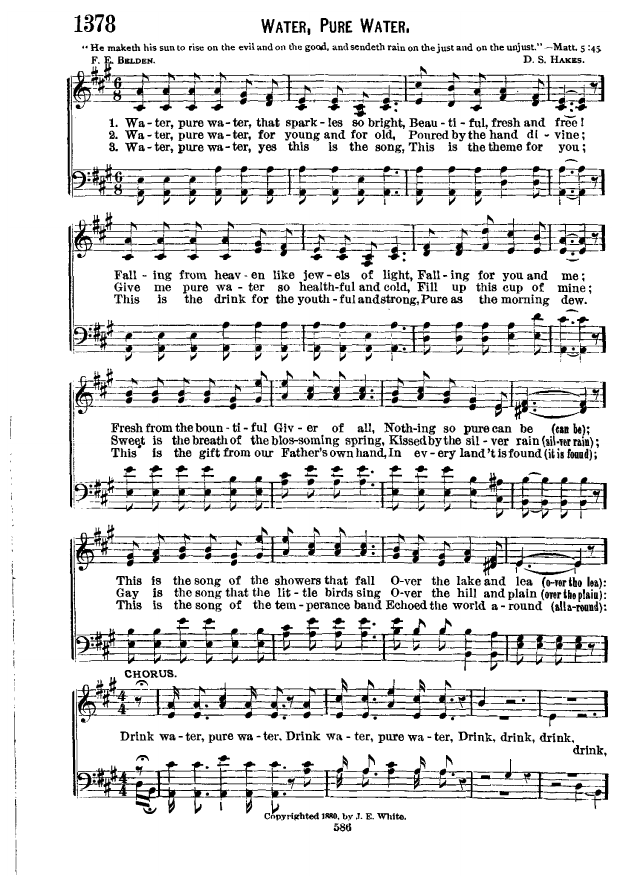 1378 WATER, PURE WATER.
"He maketh his sun to rise on the evil and on the good, and sendeth rain on the just and on the unjust." —Matt. 5:45
F. E. BELDEN. D. S. HAKES.
1. Wa-ter, pure wa-ter, that spark-les so bright, Beau-ti-ful, fresh and free!
2. Wa-ter, pure wa-ter, for young and for old, Poured by the hand di-vine;
3. Wa-ter, pure wa-ter, yes this is the song, This is the theme for you;
Fall-ing from heav-en like jew-els of light, Fall-ing for you and me;
Give me pure wa-ter so health-ful and cold, Fill up this cup of mine;
This is the drink for the youth-ful and strong, Pure as the morning dew.
Fresh from the boun-ti-ful Giv-er of all, Noth-ing so pure can be (can be);
Sweet is the breath of the blos-soming spring, Kissed by the sil-ver rain (sil-ver rain);
This is the gift from our Father's own hand, In ev-ery land 't is found (it is found);
This is the song of the showers that fall O-ver the lake and lea (o-ver the lea):
Gay is the song that the lit-tle birds sing O-ver the hill and plain (over the plain):
This is the song of the tem-perance band Echoed the world a-round (all a-round):
CHORUS.
Drink wa-ter, pure wa-ter. Drink wa-ter, pure wa-ter, Drink, drink, drink,
drink,
Copyrighted 1880, by J. E. White.
586